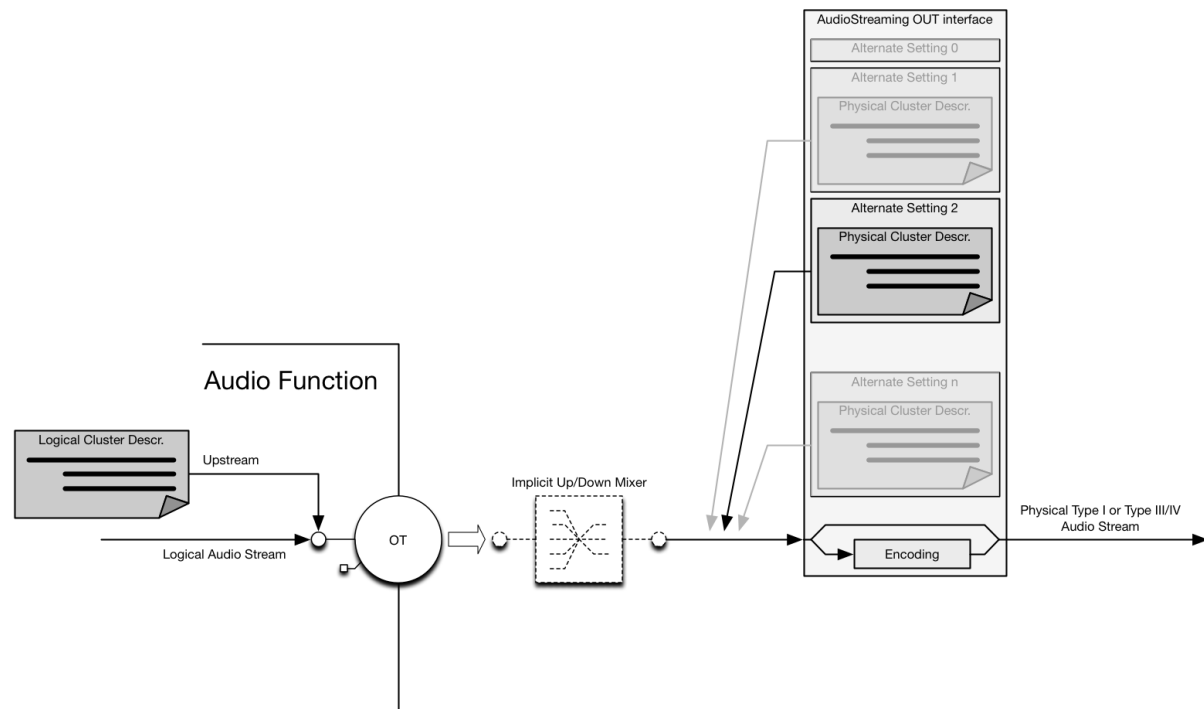 AudioStreaming OUT interface
Alternate Setting 0
Alternate Setting 1
Physical Cluster Descr.
Alternate Setting 2
Physical Cluster Descr.
Audio Function
Alternate Setting n
Physical Cluster Descr.
Logical Cluster Descr.
Upstream
Implicit Up/Down Mixer
Physical Type I or Type III/IV
Audio Stream
Logical Audio Stream
OT
Encoding